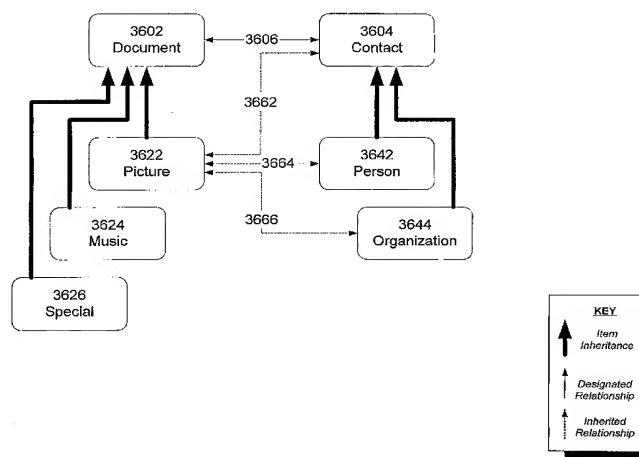 3602
Document
3606
3604
Contact
3662
3622
Picture
3664
3642
Person
3624
Music
3666
3644
Organization
3626
Special
KEY
Item
Inheritance
Designated
Relationship
Inherited
Relationship